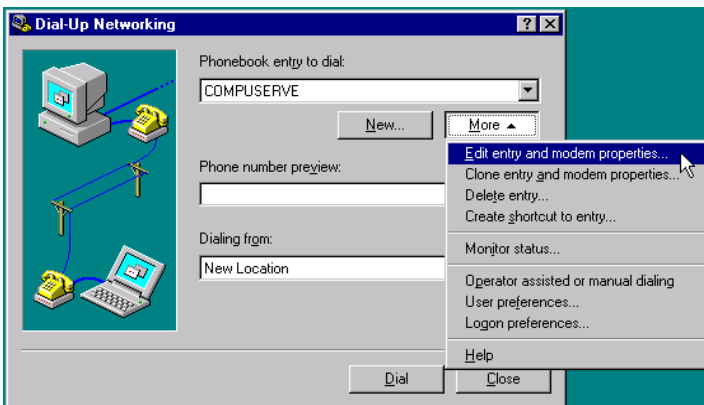 Dial-Up Networking
Phonebook entry to dial:
COMPUSERVE
New...
More
Edit entry and modem properties...
Clone entry and modem properties...
Delete entry...
Create shortcut to entry...
Monitor status...
Operator assisted or manual dialing
User preferences...
Logon preferences...
Help
Phone number preview:
Dialing from:
New Location
Dial
Close